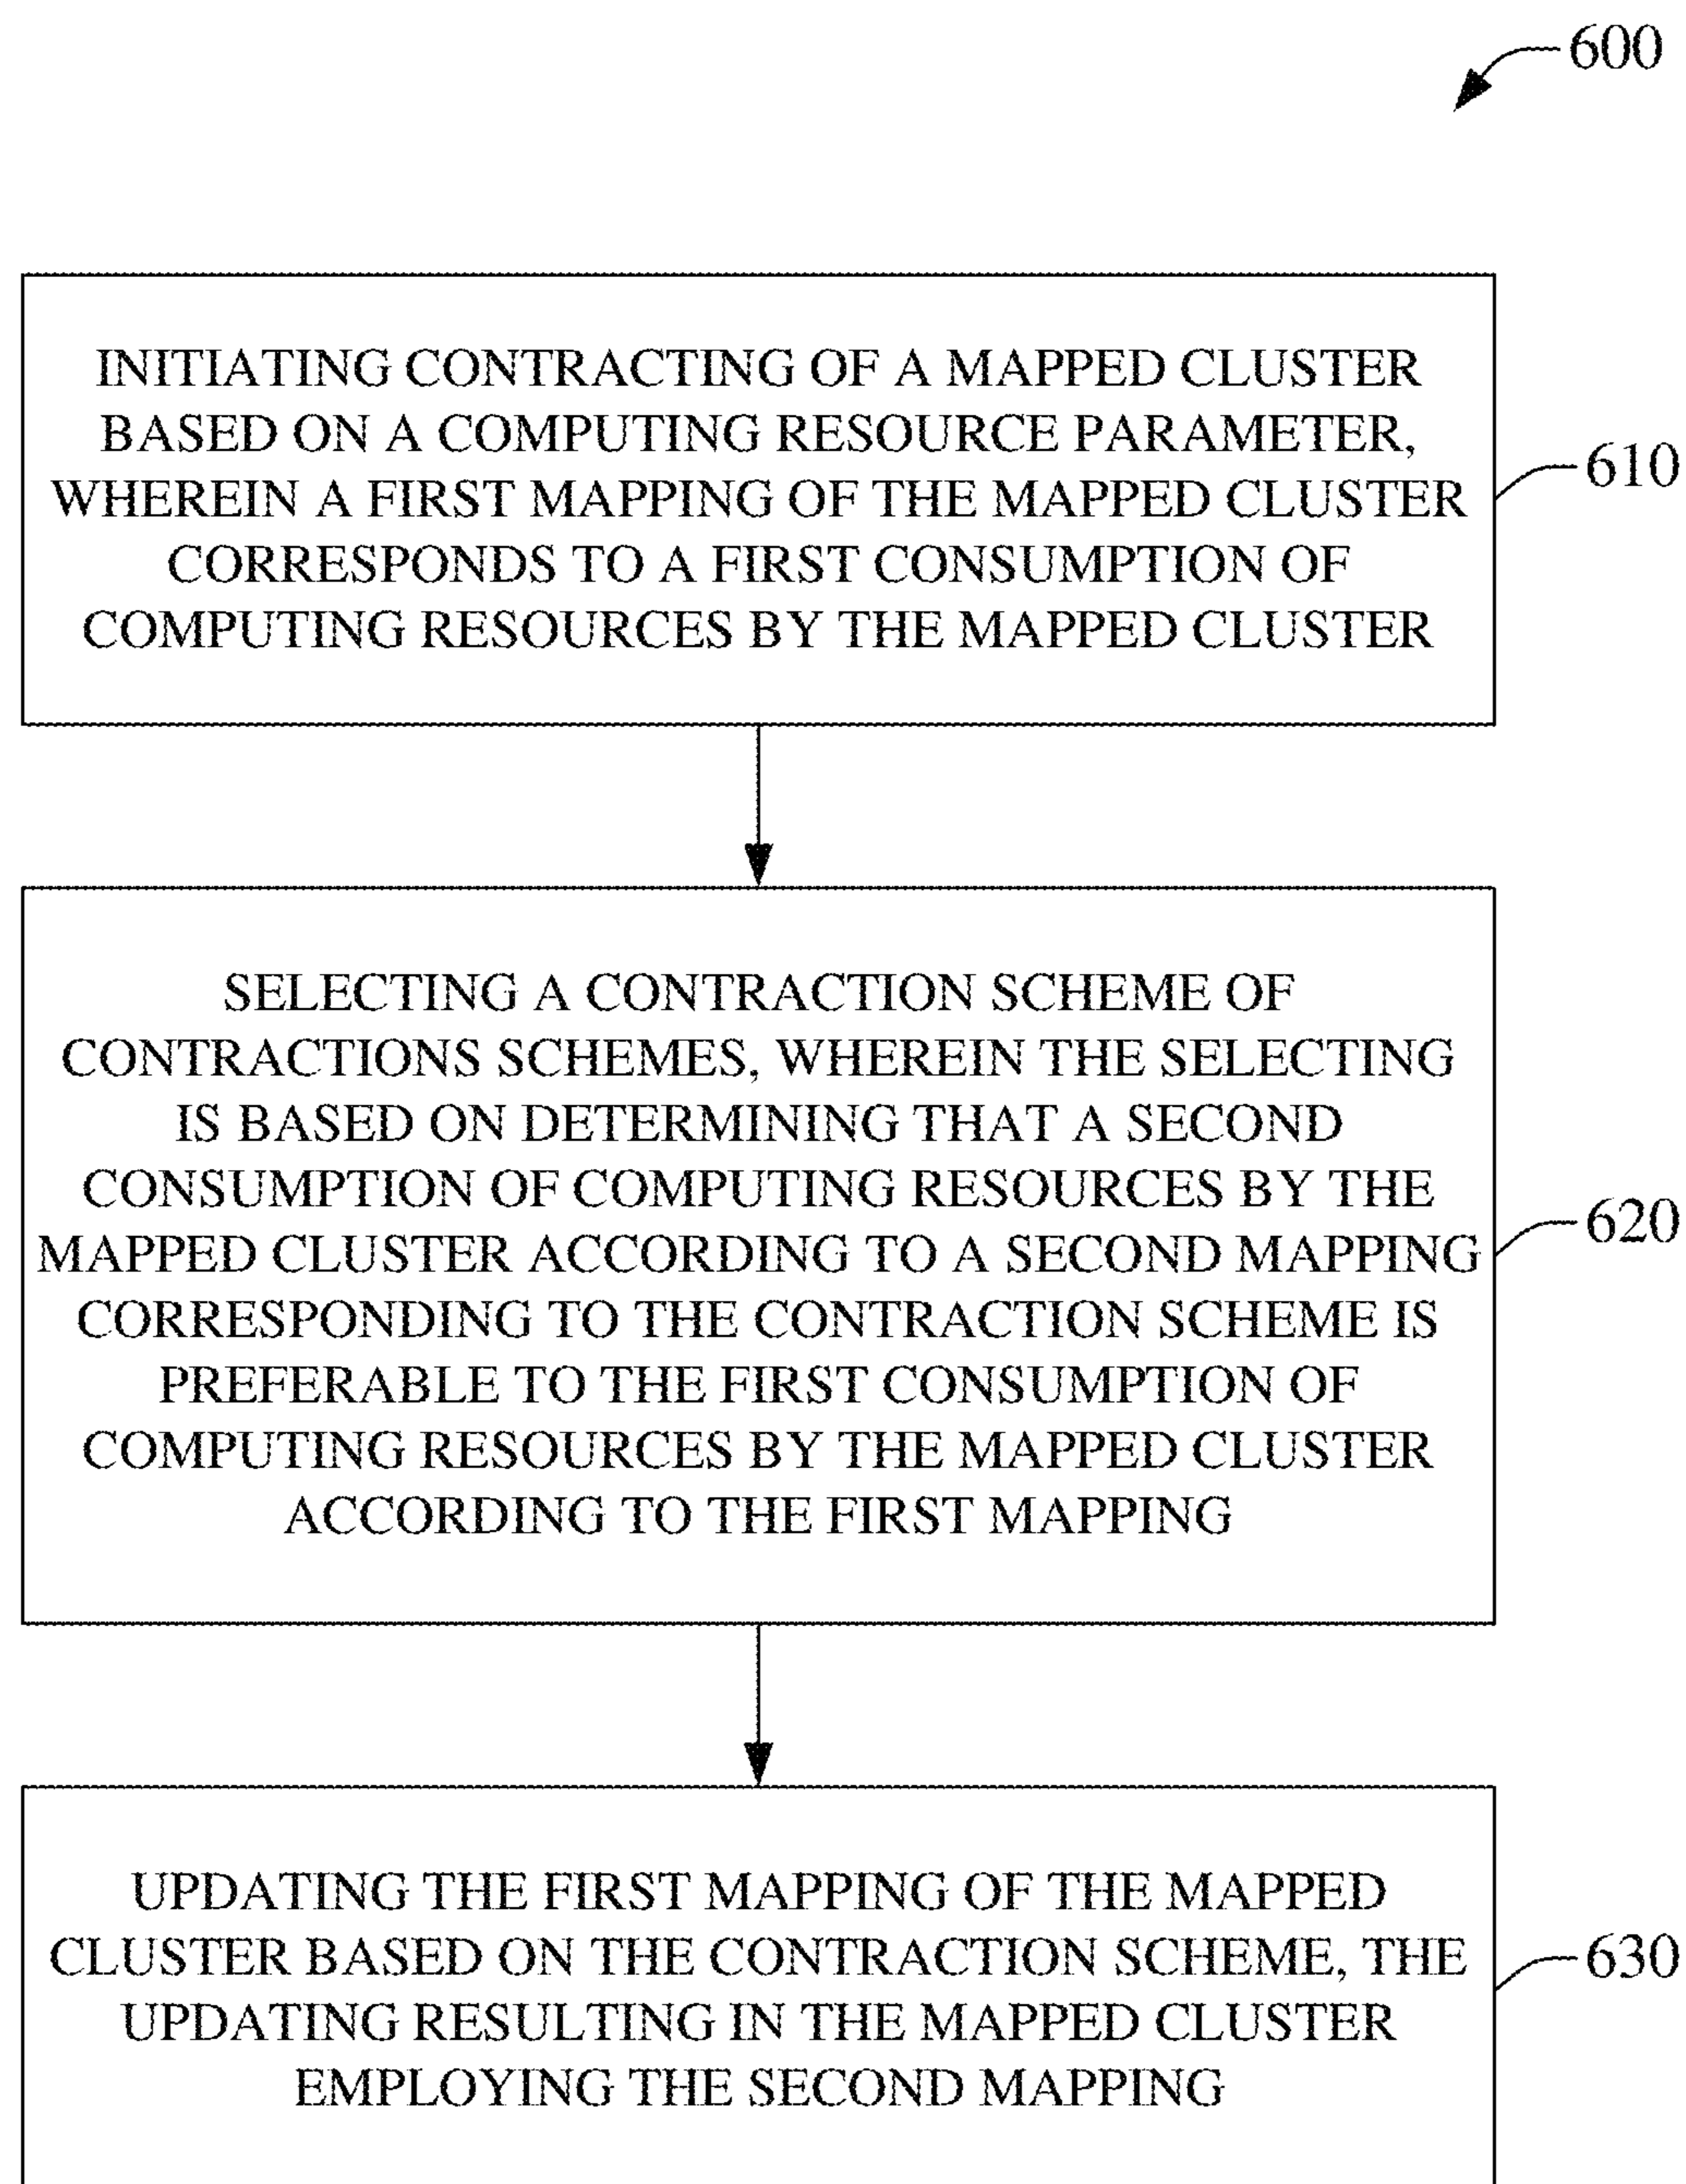 600
INITIATING CONTRACTING OF A MAPPED CLUSTER
BASED ON A COMPUTING RESOURCE PARAMETER,
WHEREIN A FIRST MAPPING OF THE MAPPED CLUSTER
CORRESPONDS TO A FIRST CONSUMPTION OF
COMPUTING RESOURCES BY THE MAPPED CLUSTER
610
SELECTING A CONTRACTION SCHEME OF
CONTRACTIONS SCHEMES, WHEREIN THE SELECTING
IS BASED ON DETERMINING THAT A SECOND
CONSUMPTION OF COMPUTING RESOURCES BY THE
MAPPED CLUSTER ACCORDING TO A SECOND MAPPING
CORRESPONDING TO THE CONTRACTION SCHEME IS
PREFERABLE TO THE FIRST CONSUMPTION OF
COMPUTING RESOURCES BY THE MAPPED CLUSTER
ACCORDING TO THE FIRST MAPPING
620
UPDATING THE FIRST MAPPING OF THE MAPPED
CLUSTER BASED ON THE CONTRACTION SCHEME, THE
UPDATING RESULTING IN THE MAPPED CLUSTER
EMPLOYING THE SECOND MAPPING
630